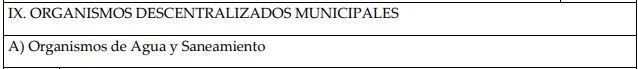 IX. ORGANISMOS DESCENTRALIZADOS MUNICIPALES
A) Organismos de Agua y Saneamiento